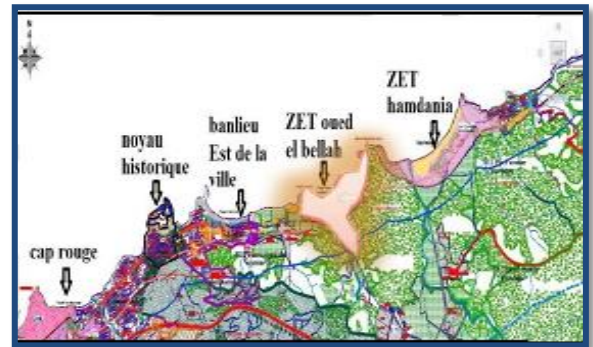 N
ZET
hamdania
banlieu
Est de la
ville
ZET oued
el bellah
noyau
historique
cap rouge